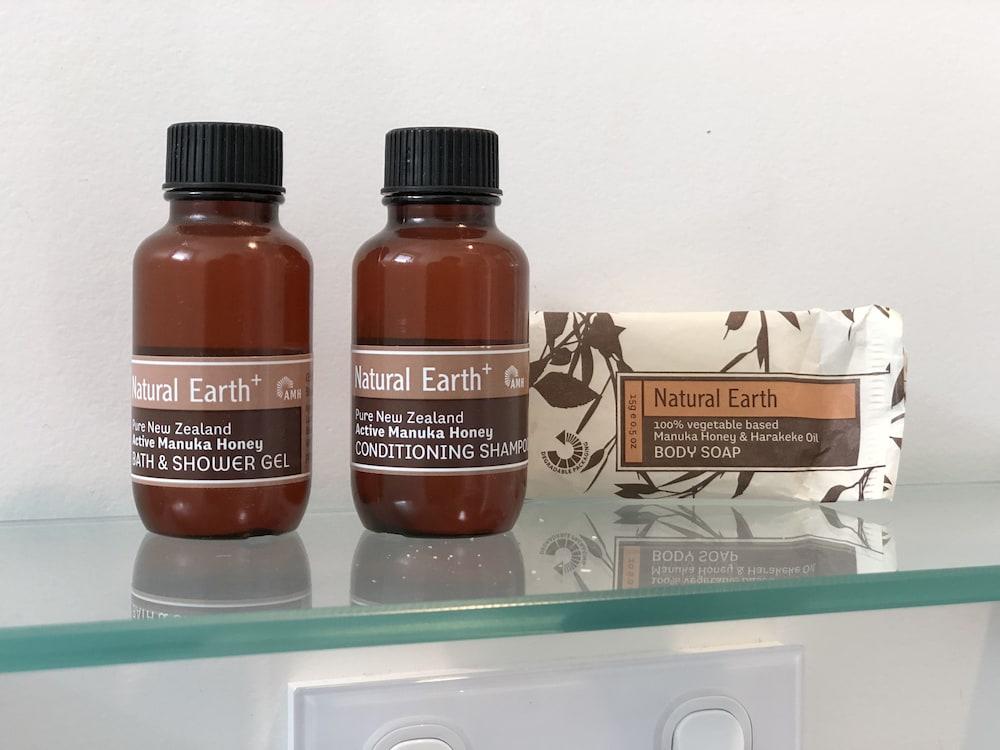 Natural Earth+
AMH
Pure New Zealand
Active Manuka Honey
BATH & SHOWER GEL
Natural Earth+
AMH
Pure New Zealand
Active Manuka Honey
CONDITIONING SHAMPO
DEGRADABLE PACKAGING
15g e 0.5 oz
Natural Earth
100% vegetable based
Manuka Honey & Harakeke Oil
BODY SOAP